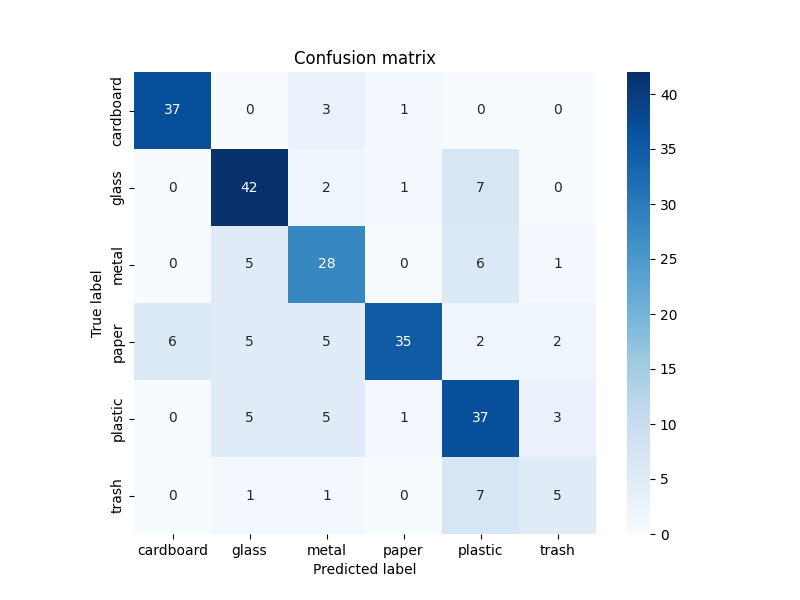 Confusion matrix
cardboard 37 0 3 1 0 0
glass 0 42 2 1 7 0
metal 0 5 28 0 6 1
paper 6 5 5 35 2 2
plastic 0 5 5 1 37 3
trash 0 1 1 0 7 5
cardboard glass metal paper plastic trash
Predicted label
True label
40
35
30
25
20
15
10
5
0